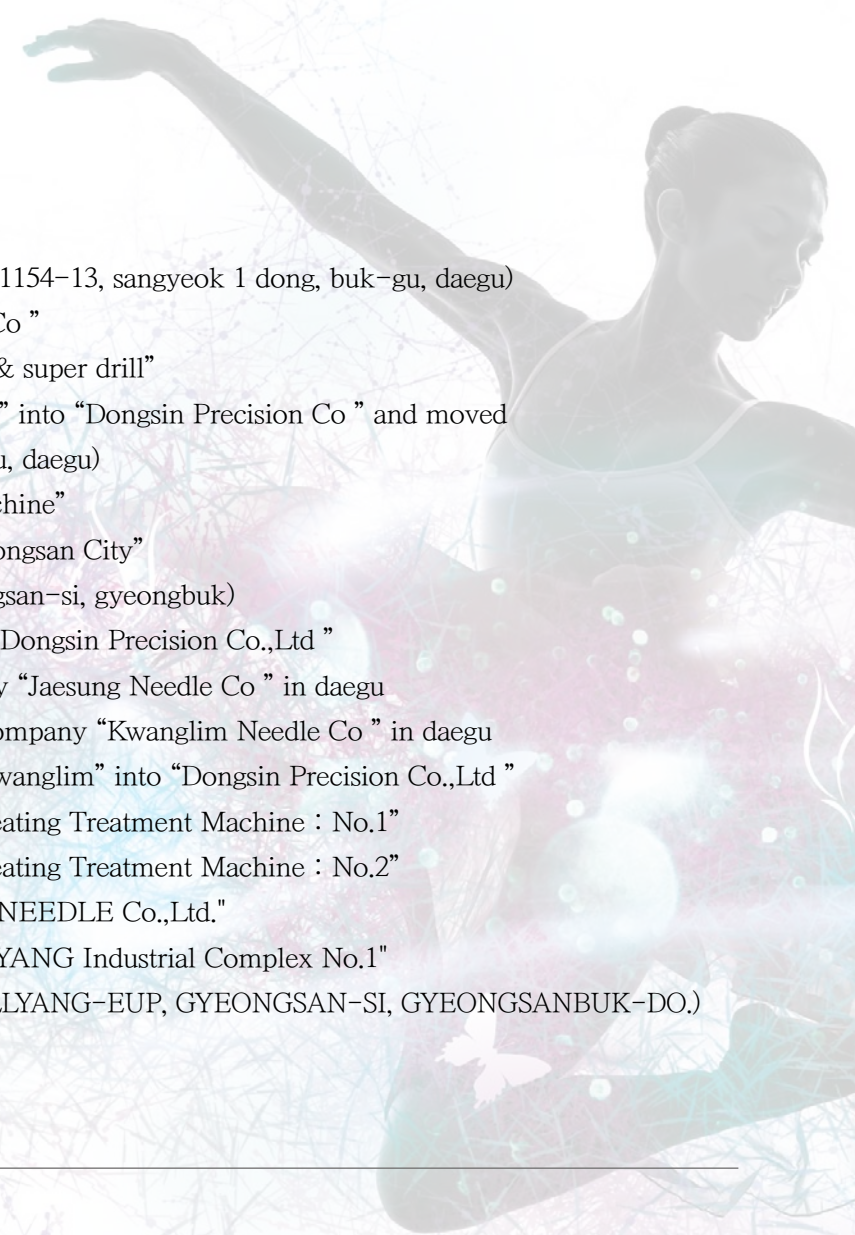 1154-13, sangyeok 1 dong, buk-gu, daegu)
Co ”
& super drill”
” into “Dongsin Precision Co ” and moved
u, daegu)
chine”
ongsan City”
gsan-si, gyeongbuk)
Dongsin Precision Co.,Ltd ”
y “Jaesung Needle Co ” in daegu
ompany “Kwanglim Needle Co ” in daegu
wanglim” into “Dongsin Precision Co.,Ltd ”
eating Treatment Machine : No.1”
eating Treatment Machine : No.2”
NEEDLE Co.,Ltd."
YANG Industrial Complex No.1"
LLYANG-EUP, GYEONGSAN-SI, GYEONGSANBUK-DO.)